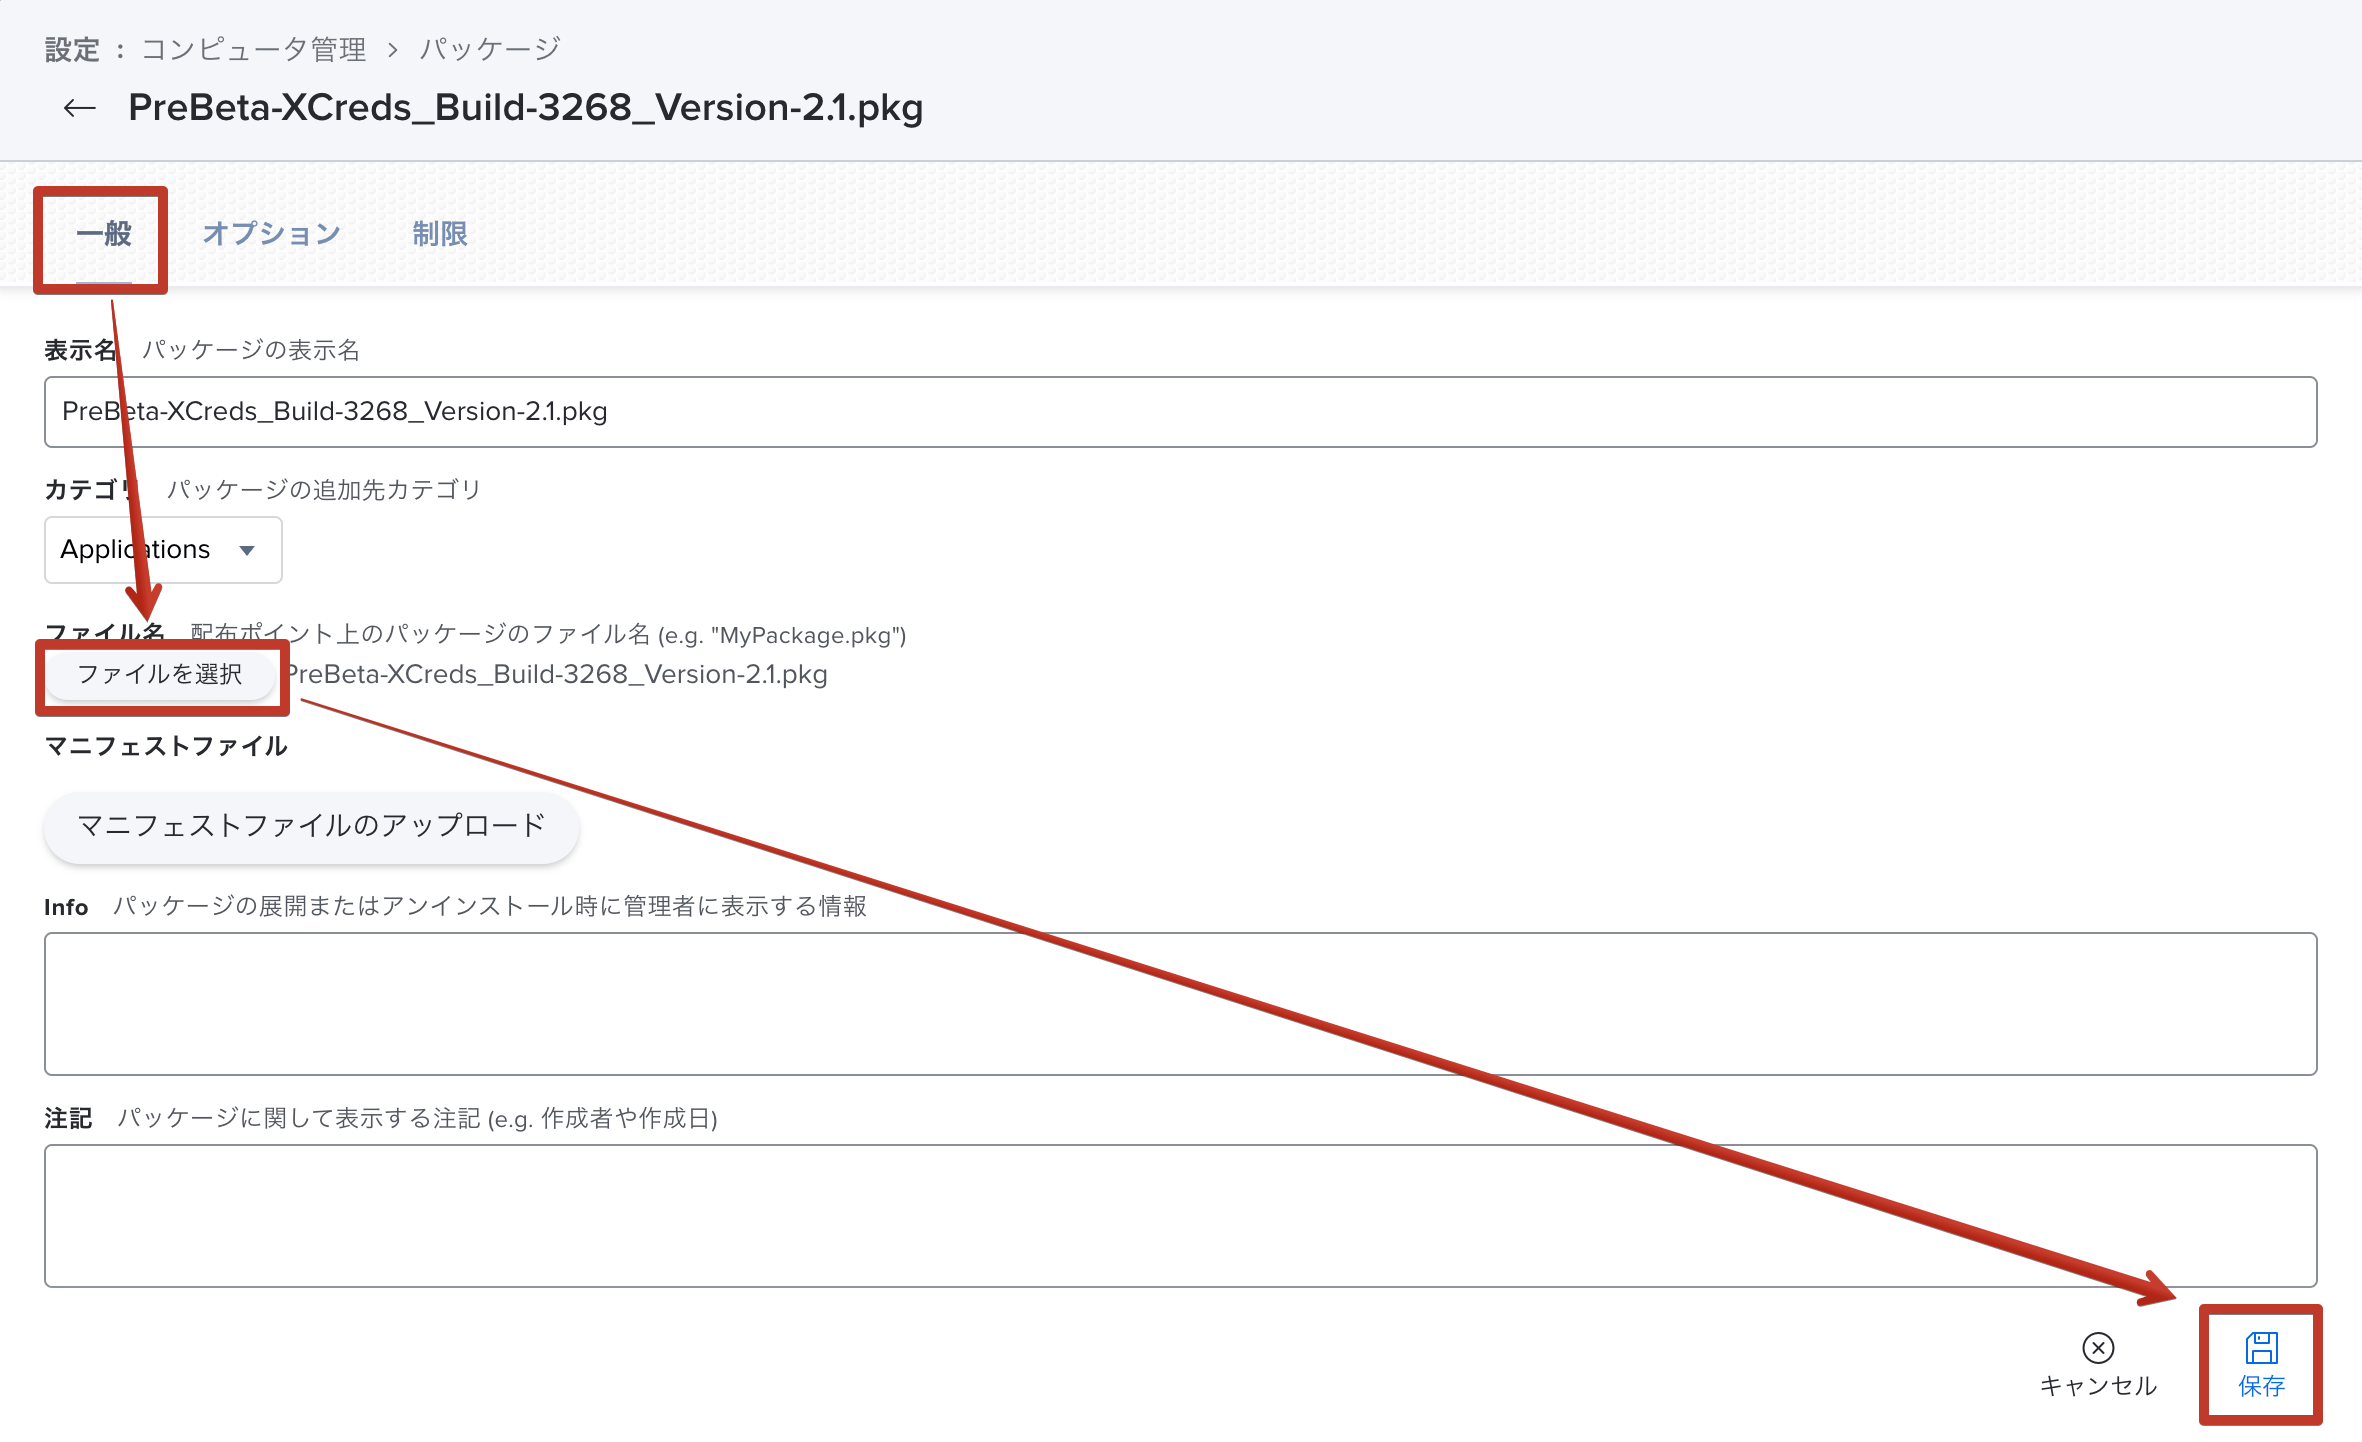 設定 : コンピュータ管理 › パッケージ
← PreBeta-XCreds_Build-3268_Version-2.1.pkg
一般 オプション 制限
表示名 パッケージの表示名
PreBeta-XCreds_Build-3268_Version-2.1.pkg
カテゴリ パッケージの追加先カテゴリ
Applications
ファイル名 配布ポイント上のパッケージのファイル名 (e.g. "MyPackage.pkg")
ファイルを選択 PreBeta-XCreds_Build-3268_Version-2.1.pkg
マニフェストファイル
マニフェストファイルのアップロード
Info パッケージの展開またはアンインストール時に管理者に表示する情報
注記 パッケージに関して表示する注記 (e.g. 作成者や作成日)
キャンセル 保存